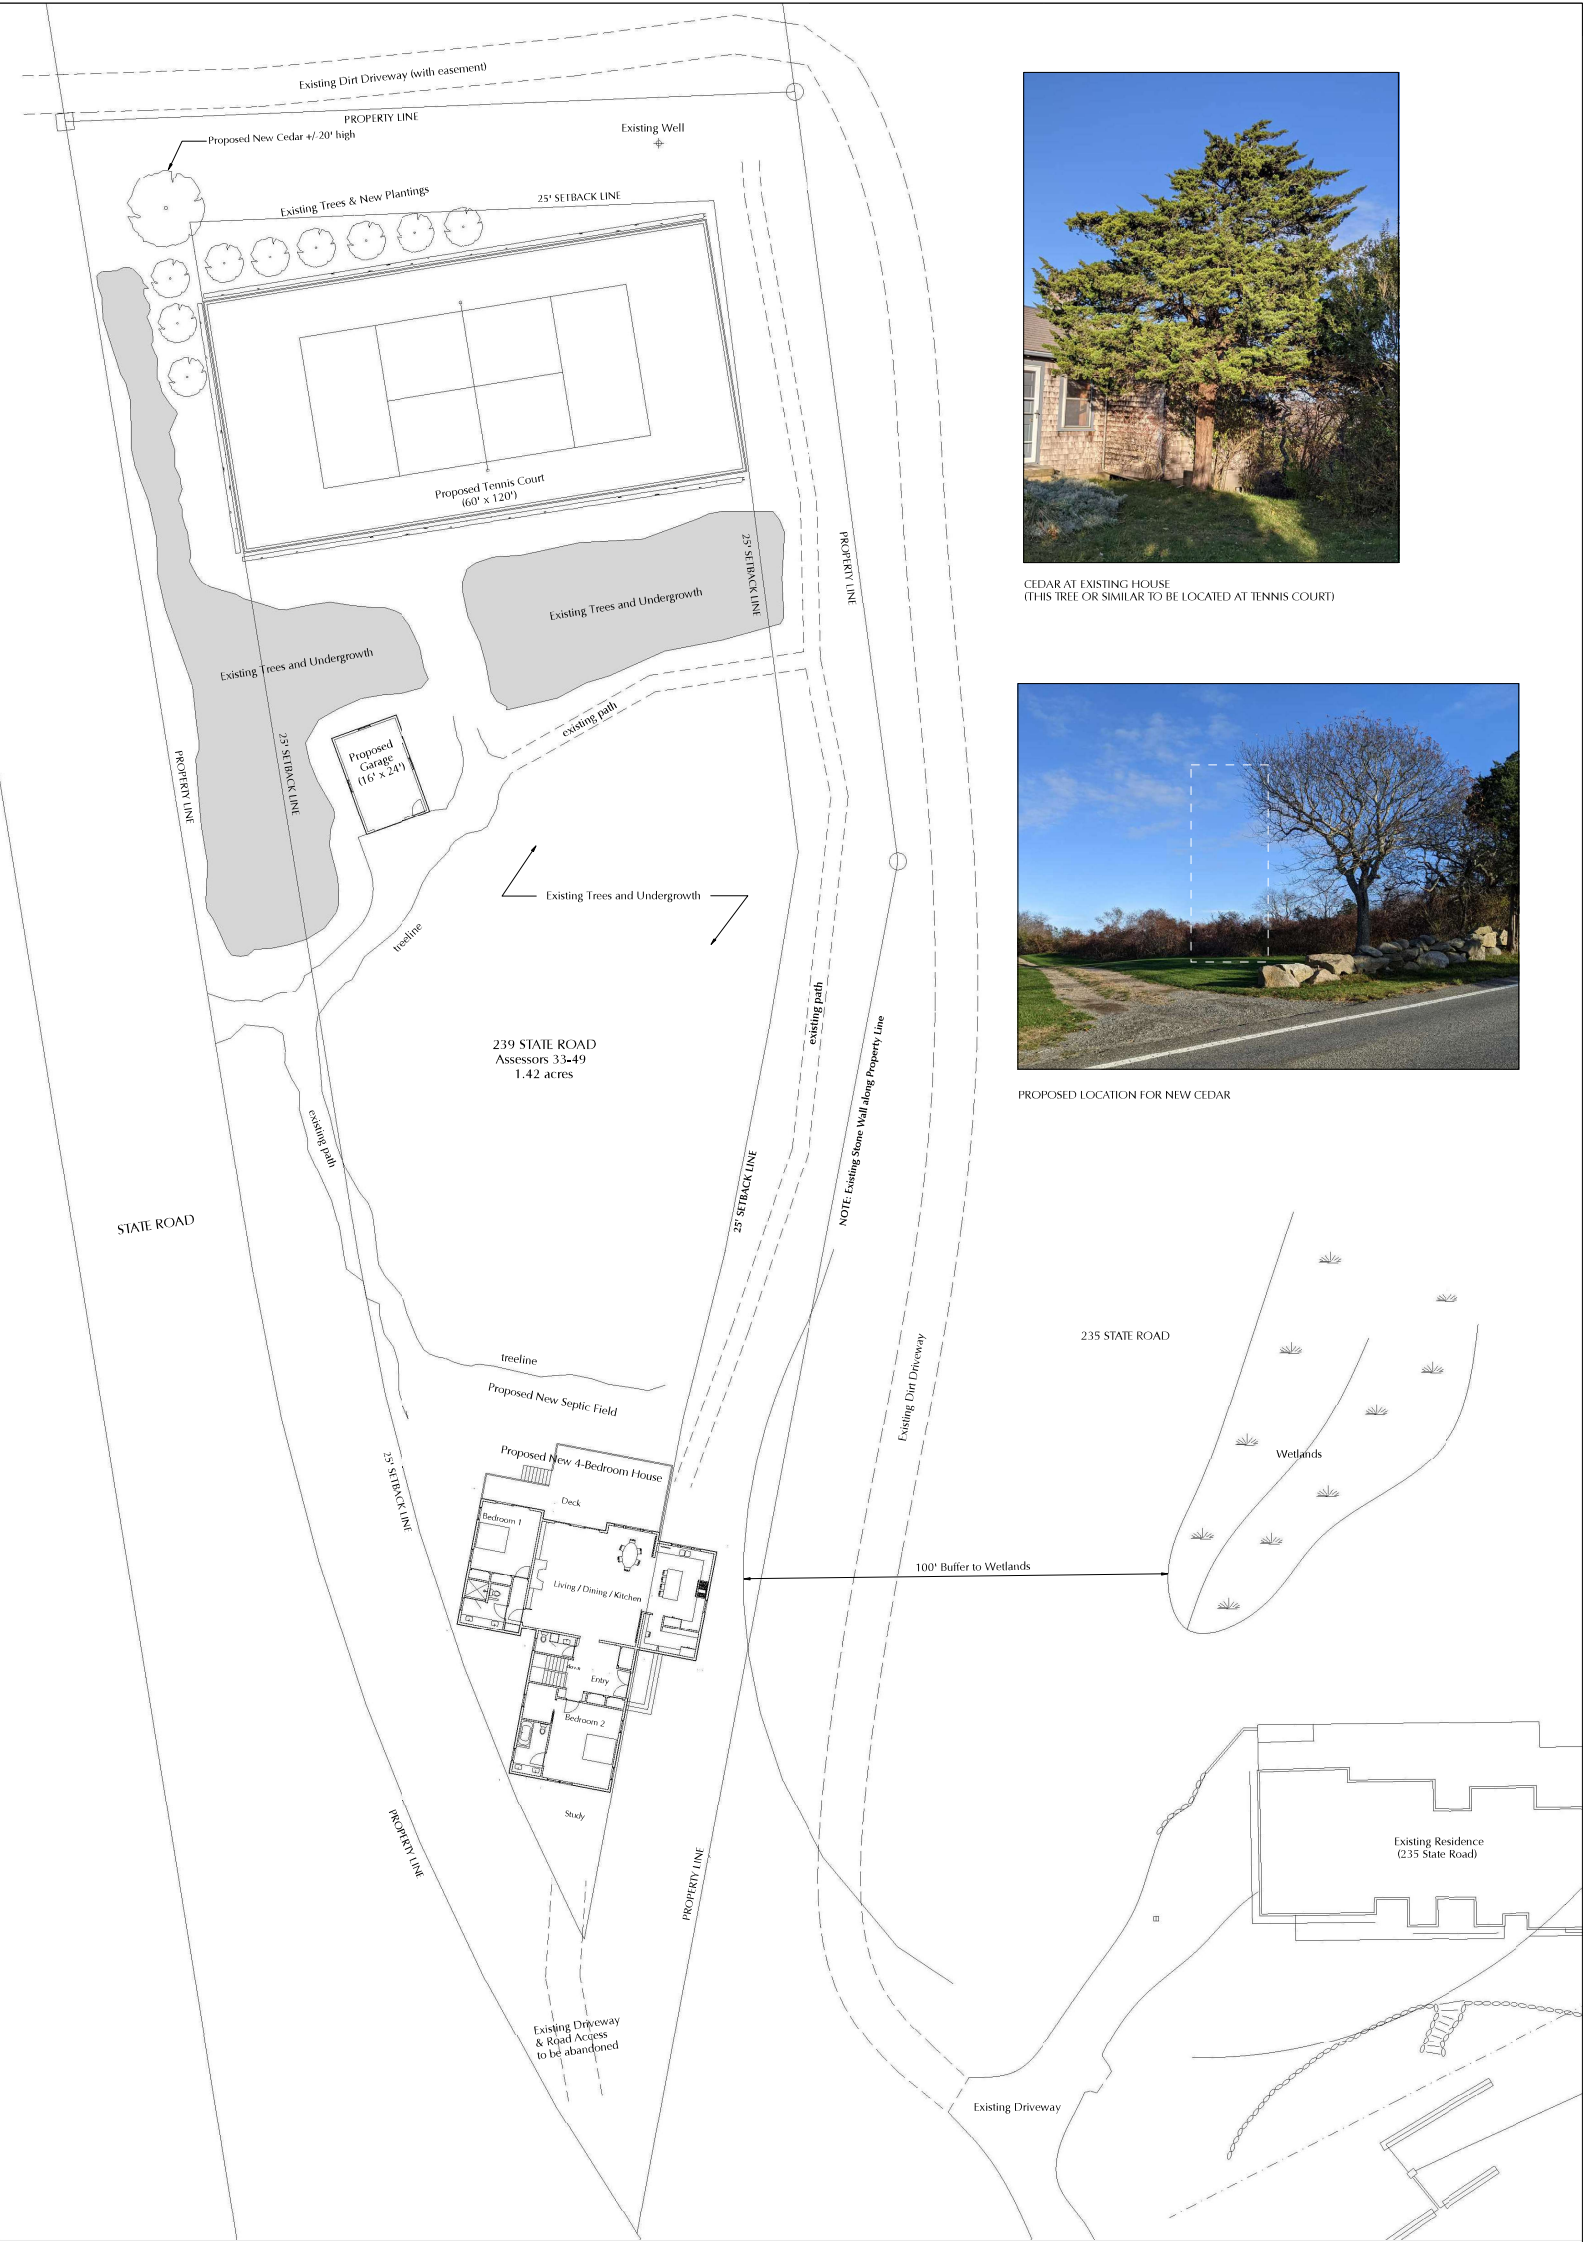 Existing Dirt Driveway (with easement)
PROPERTY LINE
Proposed New Cedar +/-20' high
Existing Well
Existing Trees & New Plantings
25' SETBACK LINE
Proposed Tennis Court
(60' x 120')
25' SETBACK LINE
PROPERTY LINE
CEDAR AT EXISTING HOUSE
(THIS TREE OR SIMILAR TO BE LOCATED AT TENNIS COURT)
Existing Trees and Undergrowth
Existing Trees and Undergrowth
existing path
PROPERTY LINE
25' SETBACK LINE
Proposed
Garage
(16' x 24')
Existing Trees and Undergrowth
treeline
existing path
NOTE: Existing Stone Wall along Property Line
239 STATE ROAD
Assessors 33-49
1.42 acres
PROPOSED LOCATION FOR NEW CEDAR
existing path
25' SETBACK LINE
STATE ROAD
235 STATE ROAD
treeline
Existing Dirt Driveway
Proposed New Septic Field
Proposed New 4-Bedroom House
25' SETBACK LINE
Wetlands
Deck
Bedroom 1
100' Buffer to Wetlands
Living / Dining / Kitchen
Entry
Bedroom 2
Study
PROPERTY LINE
PROPERTY LINE
Existing Residence
(235 State Road)
Existing Driveway
& Road Access
to be abandoned
Existing Driveway